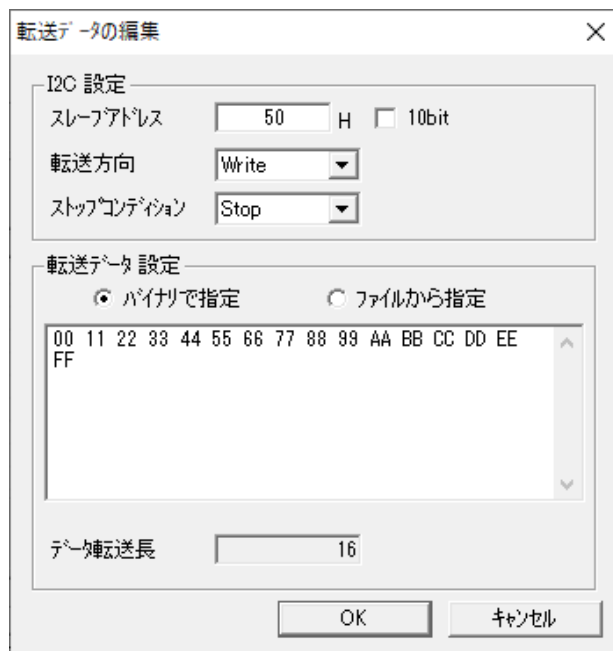 転送ﾃﾞｰﾀの編集
I2C 設定
ｽﾚｰﾌﾞｱﾄﾞﾚｽ 50 H 10bit
転送方向 Write
ｽﾄｯﾌﾟｺﾝﾃﾞｨｼｮﾝ Stop
転送ﾃﾞｰﾀ 設定
ﾊﾞｲﾅﾘで指定 ﾌｧｲﾙから指定
00 11 22 33 44 55 66 77 88 99 AA BB CC DD EE
FF
ﾃﾞｰﾀ転送長 16
OK ｷｬﾝｾﾙ